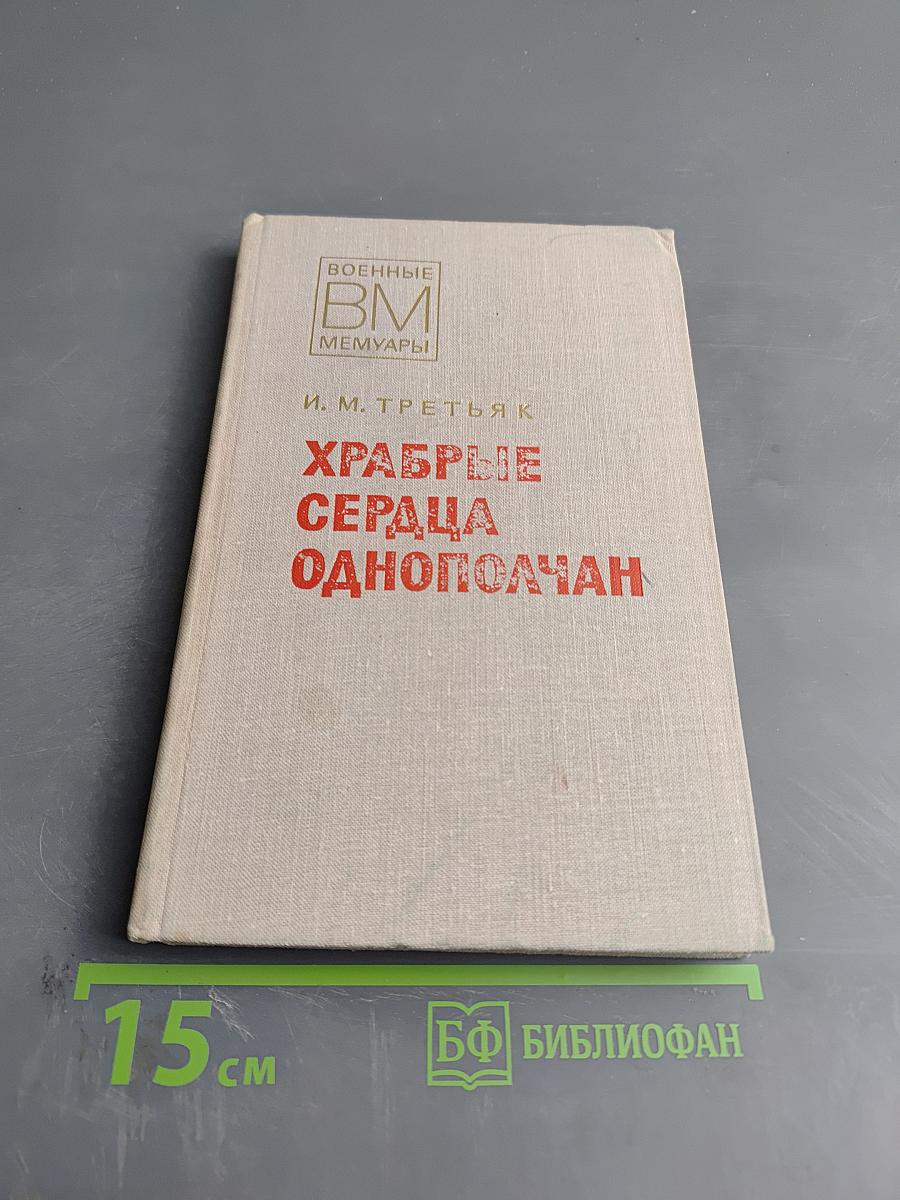 ВОЕННЫЕ
ВМ
МЕМУАРЫ
И. М. ТРЕТЬЯК
ХРАБРЫЕ
СЕРДЦА
ОДНОПОЛЧАН
15 см
БФ БИБЛИОФАН